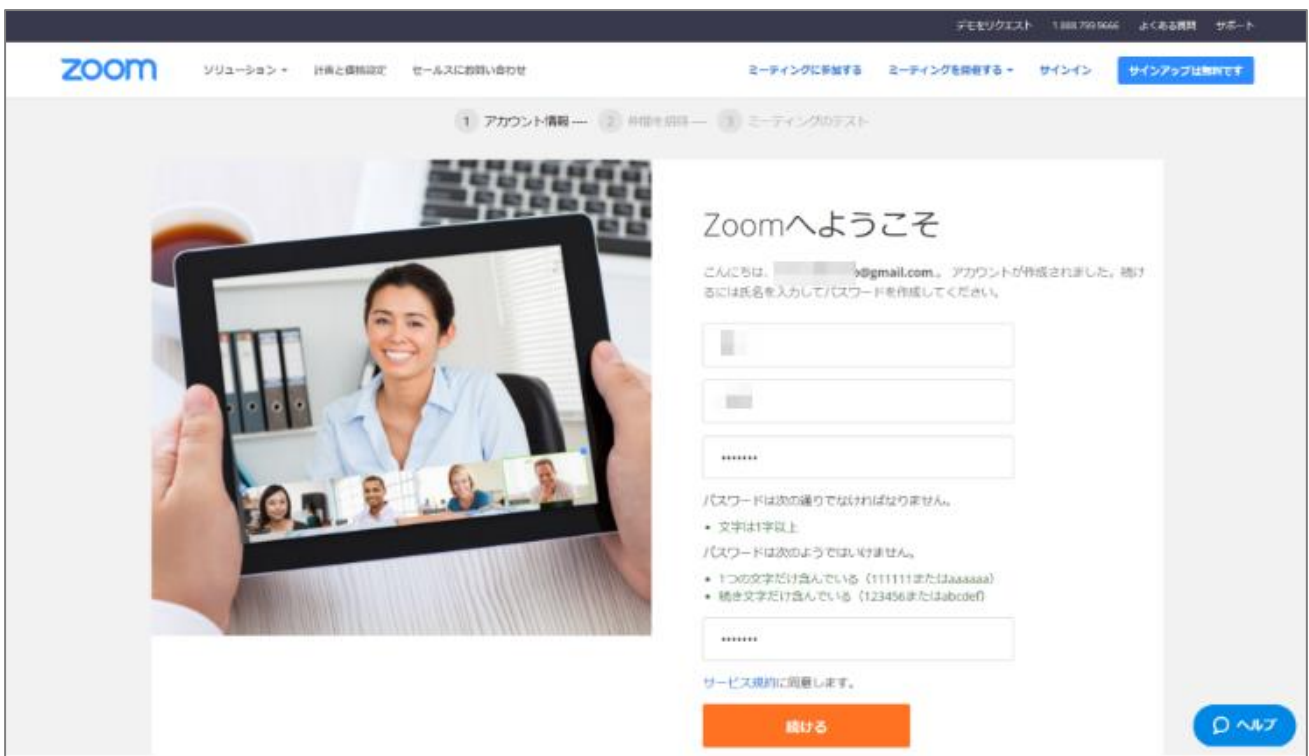 デモをリクエスト 1.888.799.9666 よくある質問 サポート
zoom ソリューション 計画と価格設定 セールスにお問い合わせ ミーティングに参加する ミーティングを開催する サインイン サインアップは無料です
1 アカウント情報 — 2 仲間を招待 — 3 ミーティングのテスト
Zoomへようこそ
こんにちは、 @gmail.com 。 アカウントが作成されました。続け
るには氏名を入力してパスワードを作成してください。
•••••••
パスワードは次の通りでなければなりません。
• 文字は1字以上
パスワードは次のようではいけません。
• 1つの文字だけ含んでいる（111111またはaaaaaa）
• 続き文字だけ含んでいる（123456またはabcdef）
•••••••
サービス規約に同意します。
続ける
ヘルプ